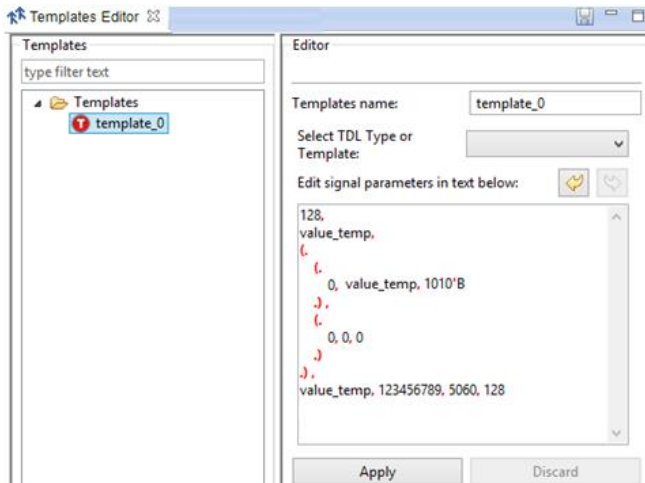 Templates Editor
Templates
type filter text
Templates
template_0
Editor
Templates name:
template_0
Select TDL Type or
Template:
Edit signal parameters in text below:
128,
value_temp,
(.
(.
0, value_temp, 1010'B
.) ,
(.
0, 0, 0
.)
.) ,
value_temp, 123456789, 5060, 128
Apply
Discard